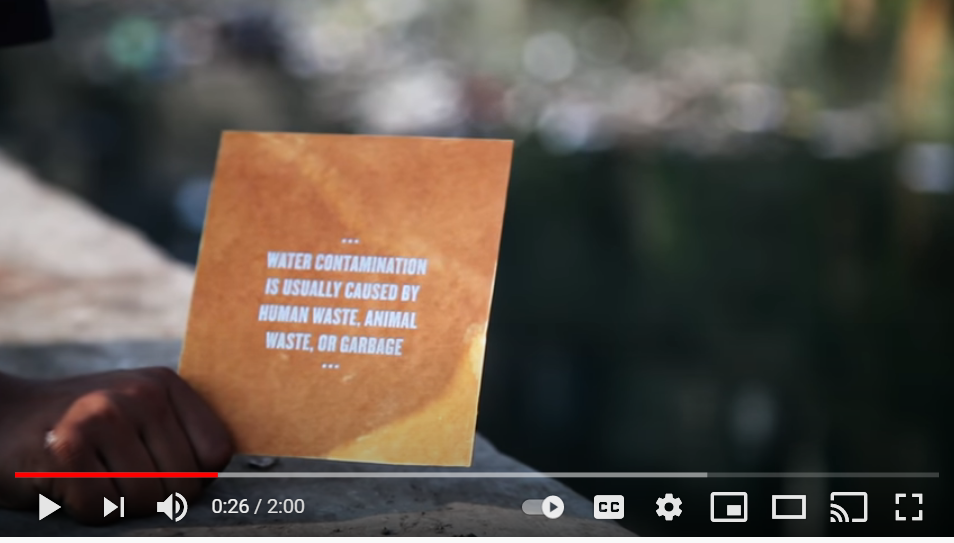 WATER CONTAMINATION
IS USUALLY CAUSED BY
HUMAN WASTE, ANIMAL
WASTE, OR GARBAGE
0:26 / 2:00
CC